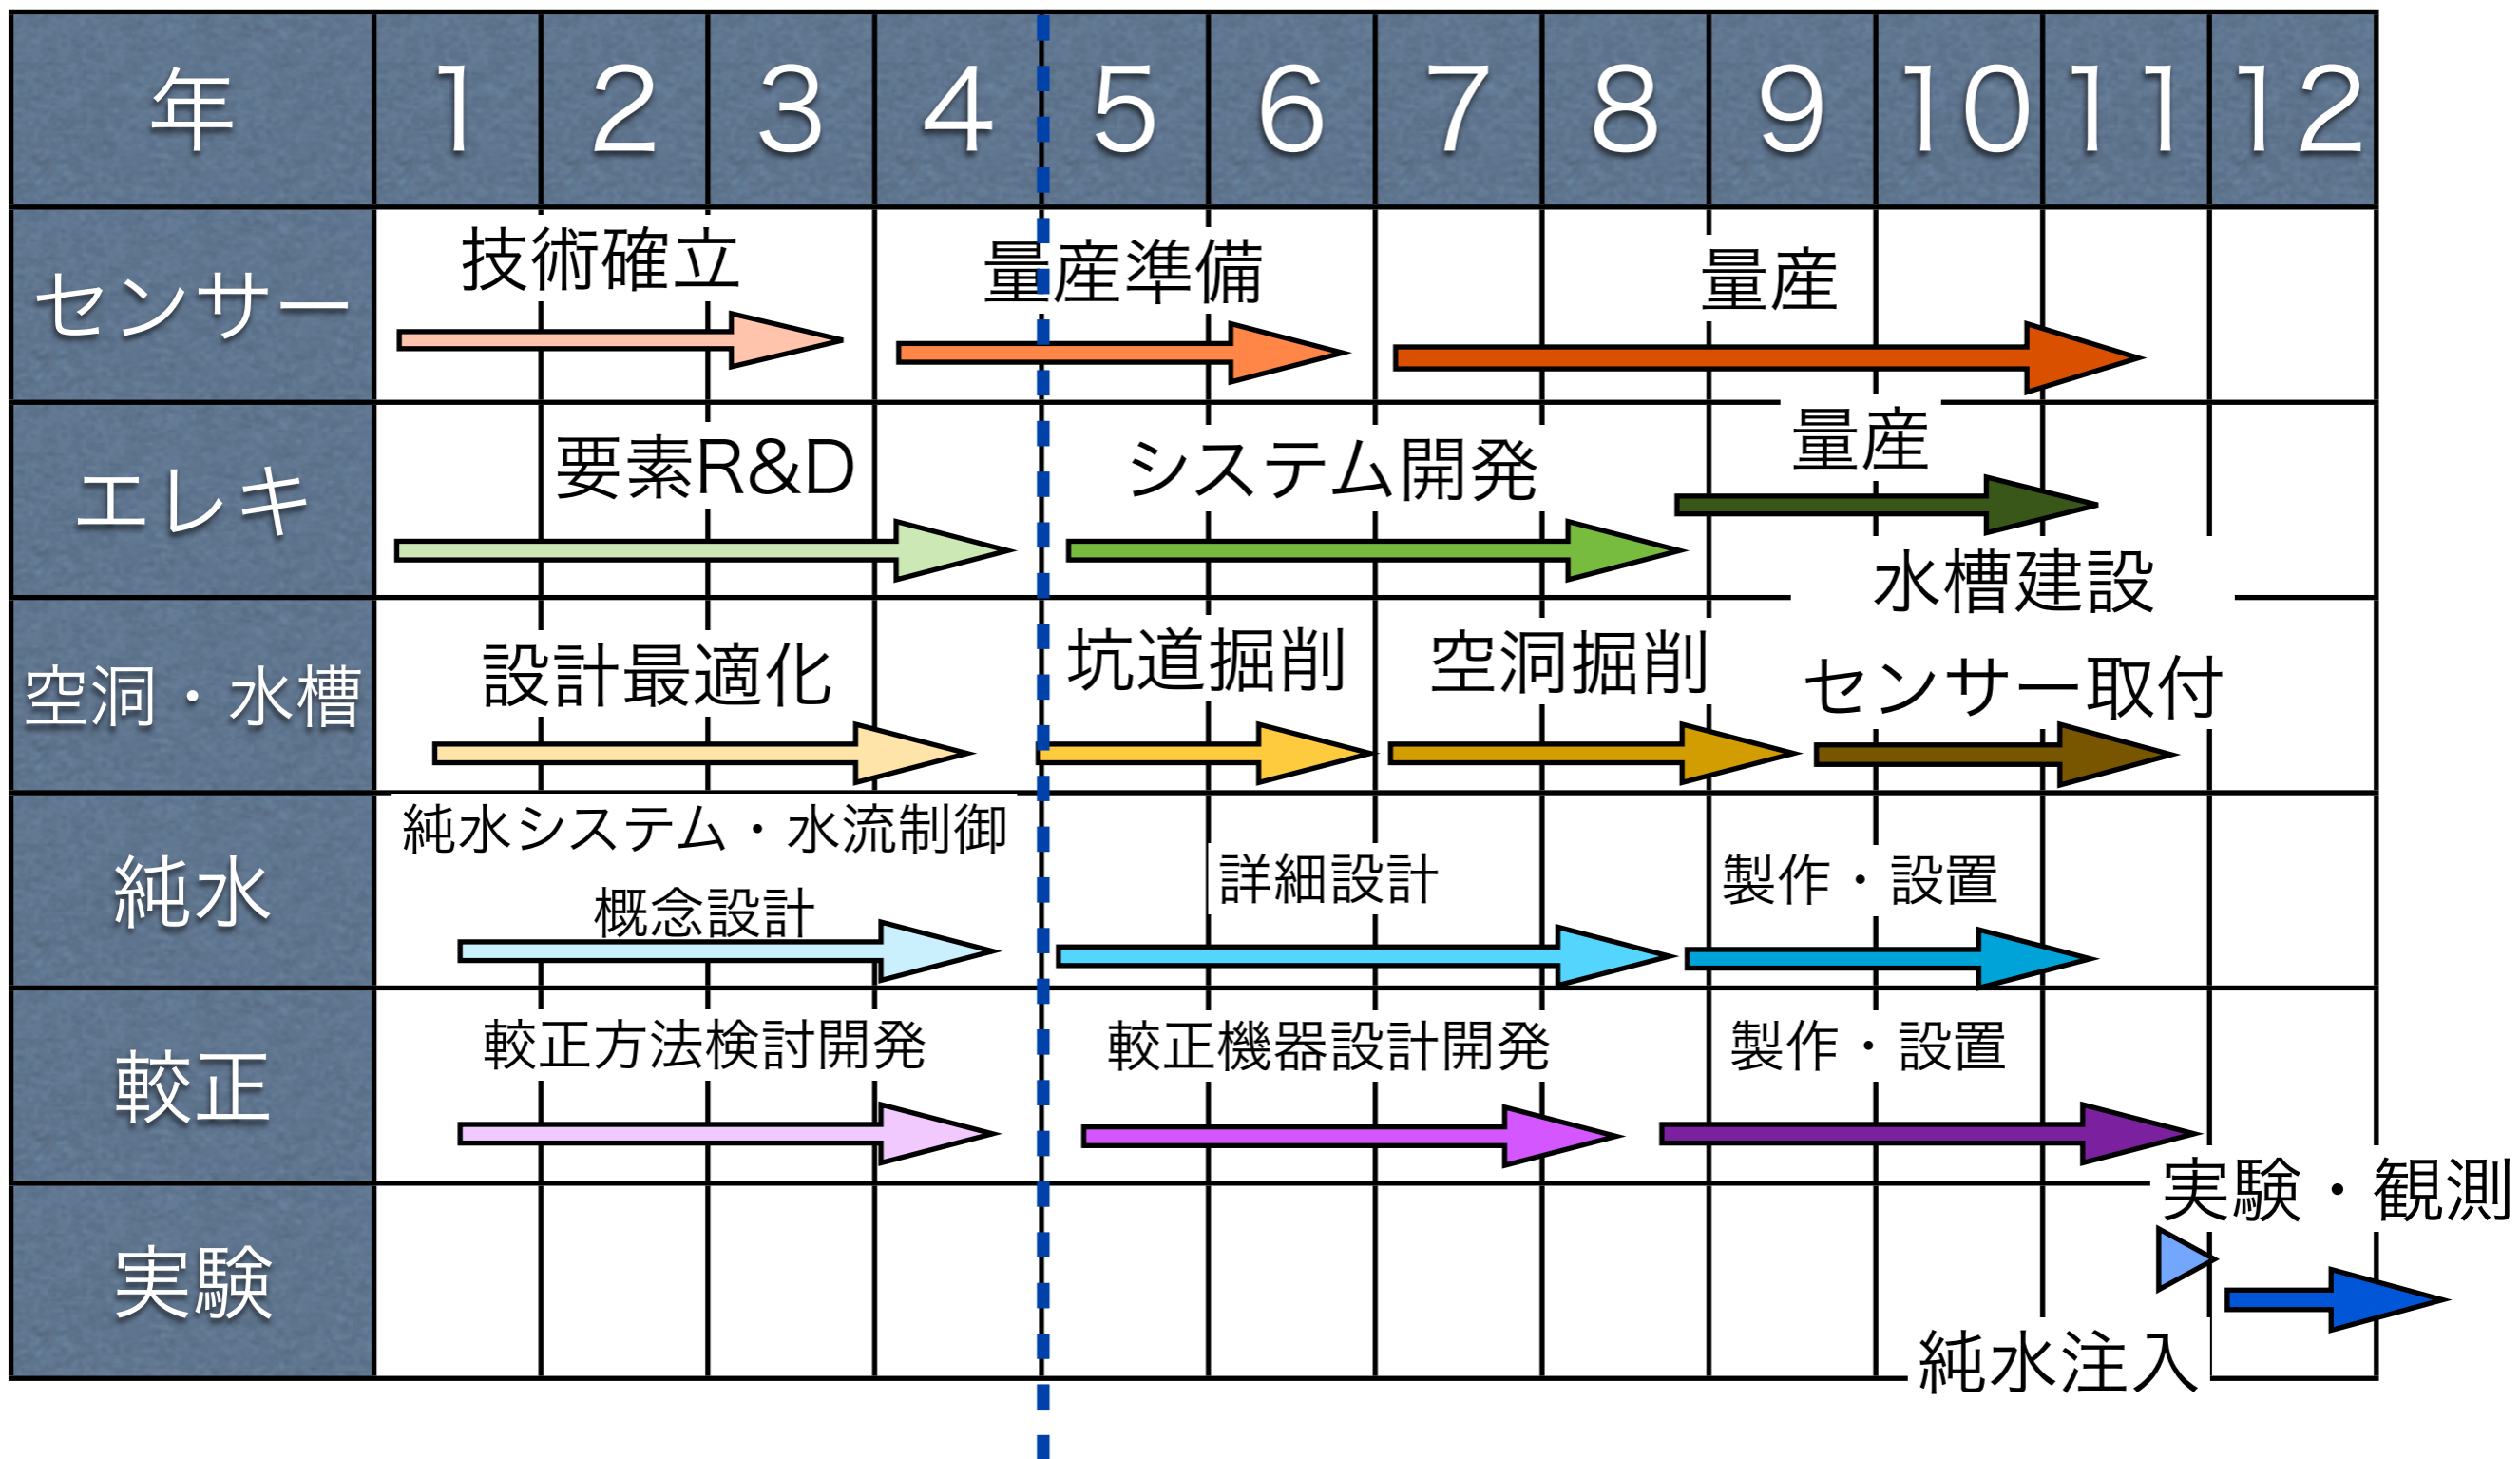 年 1 2 3 4 5 6 7 8 9 10 11 12
センサー 技術確立 量産準備 量産
エレキ 要素R&D システム開発 量産
水槽建設
空洞・水槽 設計最適化 坑道掘削 空洞掘削 センサー取付
純水システム・水流制御
純水 概念設計 詳細設計 製作・設置
較正 較正方法検討開発 較正機器設計開発 製作・設置
実験・観測
実験
純水注入